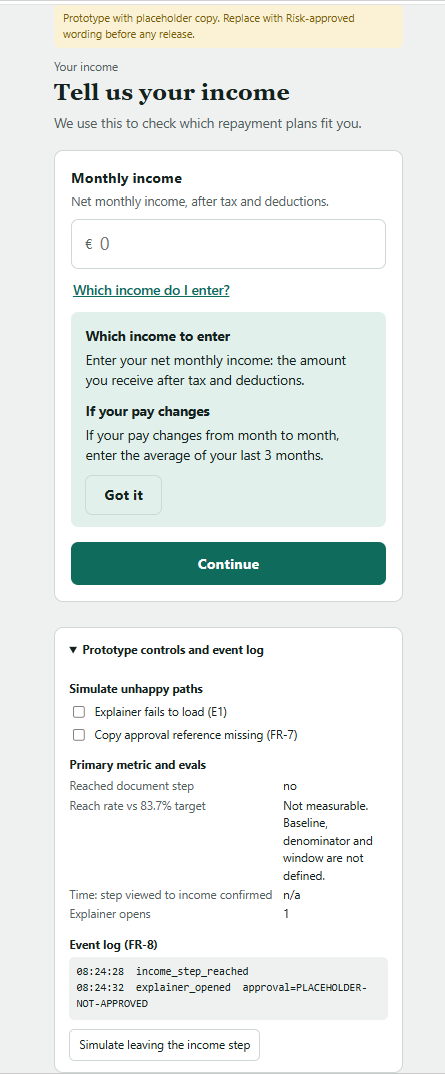 Prototype with placeholder copy. Replace with Risk-approved
wording before any release.
Your income
Tell us your income
We use this to check which repayment plans fit you.
Monthly income
Net monthly income, after tax and deductions.
€ 0
Which income do I enter?
Which income to enter
Enter your net monthly income: the amount
you receive after tax and deductions.
If your pay changes
If your pay changes from month to month,
enter the average of your last 3 months.
Got it
Continue
▼ Prototype controls and event log
Simulate unhappy paths
Explainer fails to load (E1)
Copy approval reference missing (FR-7)
Primary metric and evals
Reached document step no
Reach rate vs 83.7% target Not measurable.
Baseline,
denominator and
window are not
defined.
Time: step viewed to income confirmed n/a
Explainer opens 1
Event log (FR-8)
08:24:28 income_step_reached
08:24:32 explainer_opened approval=PLACEHOLDER-
NOT-APPROVED
Simulate leaving the income step